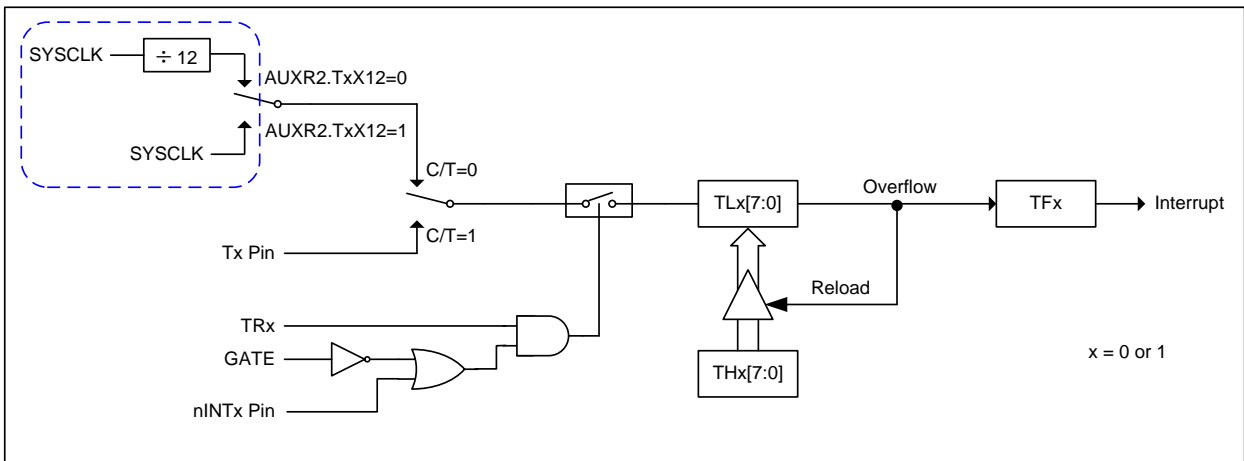 SYSCLK
÷ 12
AUXR2.TxX12=0
AUXR2.TxX12=1
SYSCLK
C/T=0
C/T=1
Tx Pin
TLx[7:0]
Overflow
TFx
Interrupt
Reload
TRx
GATE
nINTx Pin
THx[7:0]
x = 0 or 1